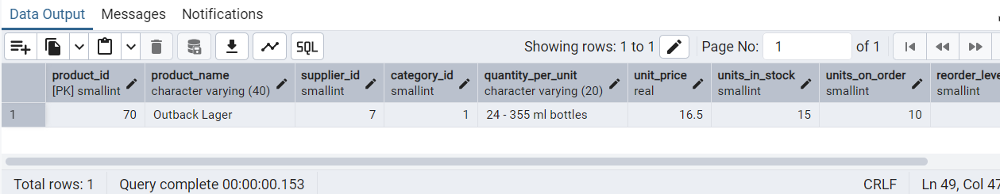 Data Output Messages Notifications
SQL Showing rows: 1 to 1 Page No: 1 of 1
product_id product_name supplier_id category_id quantity_per_unit unit_price units_in_stock units_on_order reorder_leve
[PK] smallint character varying (40) smallint smallint character varying (20) real smallint smallint smallint
1 70 Outback Lager 7 1 24 - 355 ml bottles 16.5 15 10
Total rows: 1 Query complete 00:00:00.153 CRLF Ln 49, Col 47